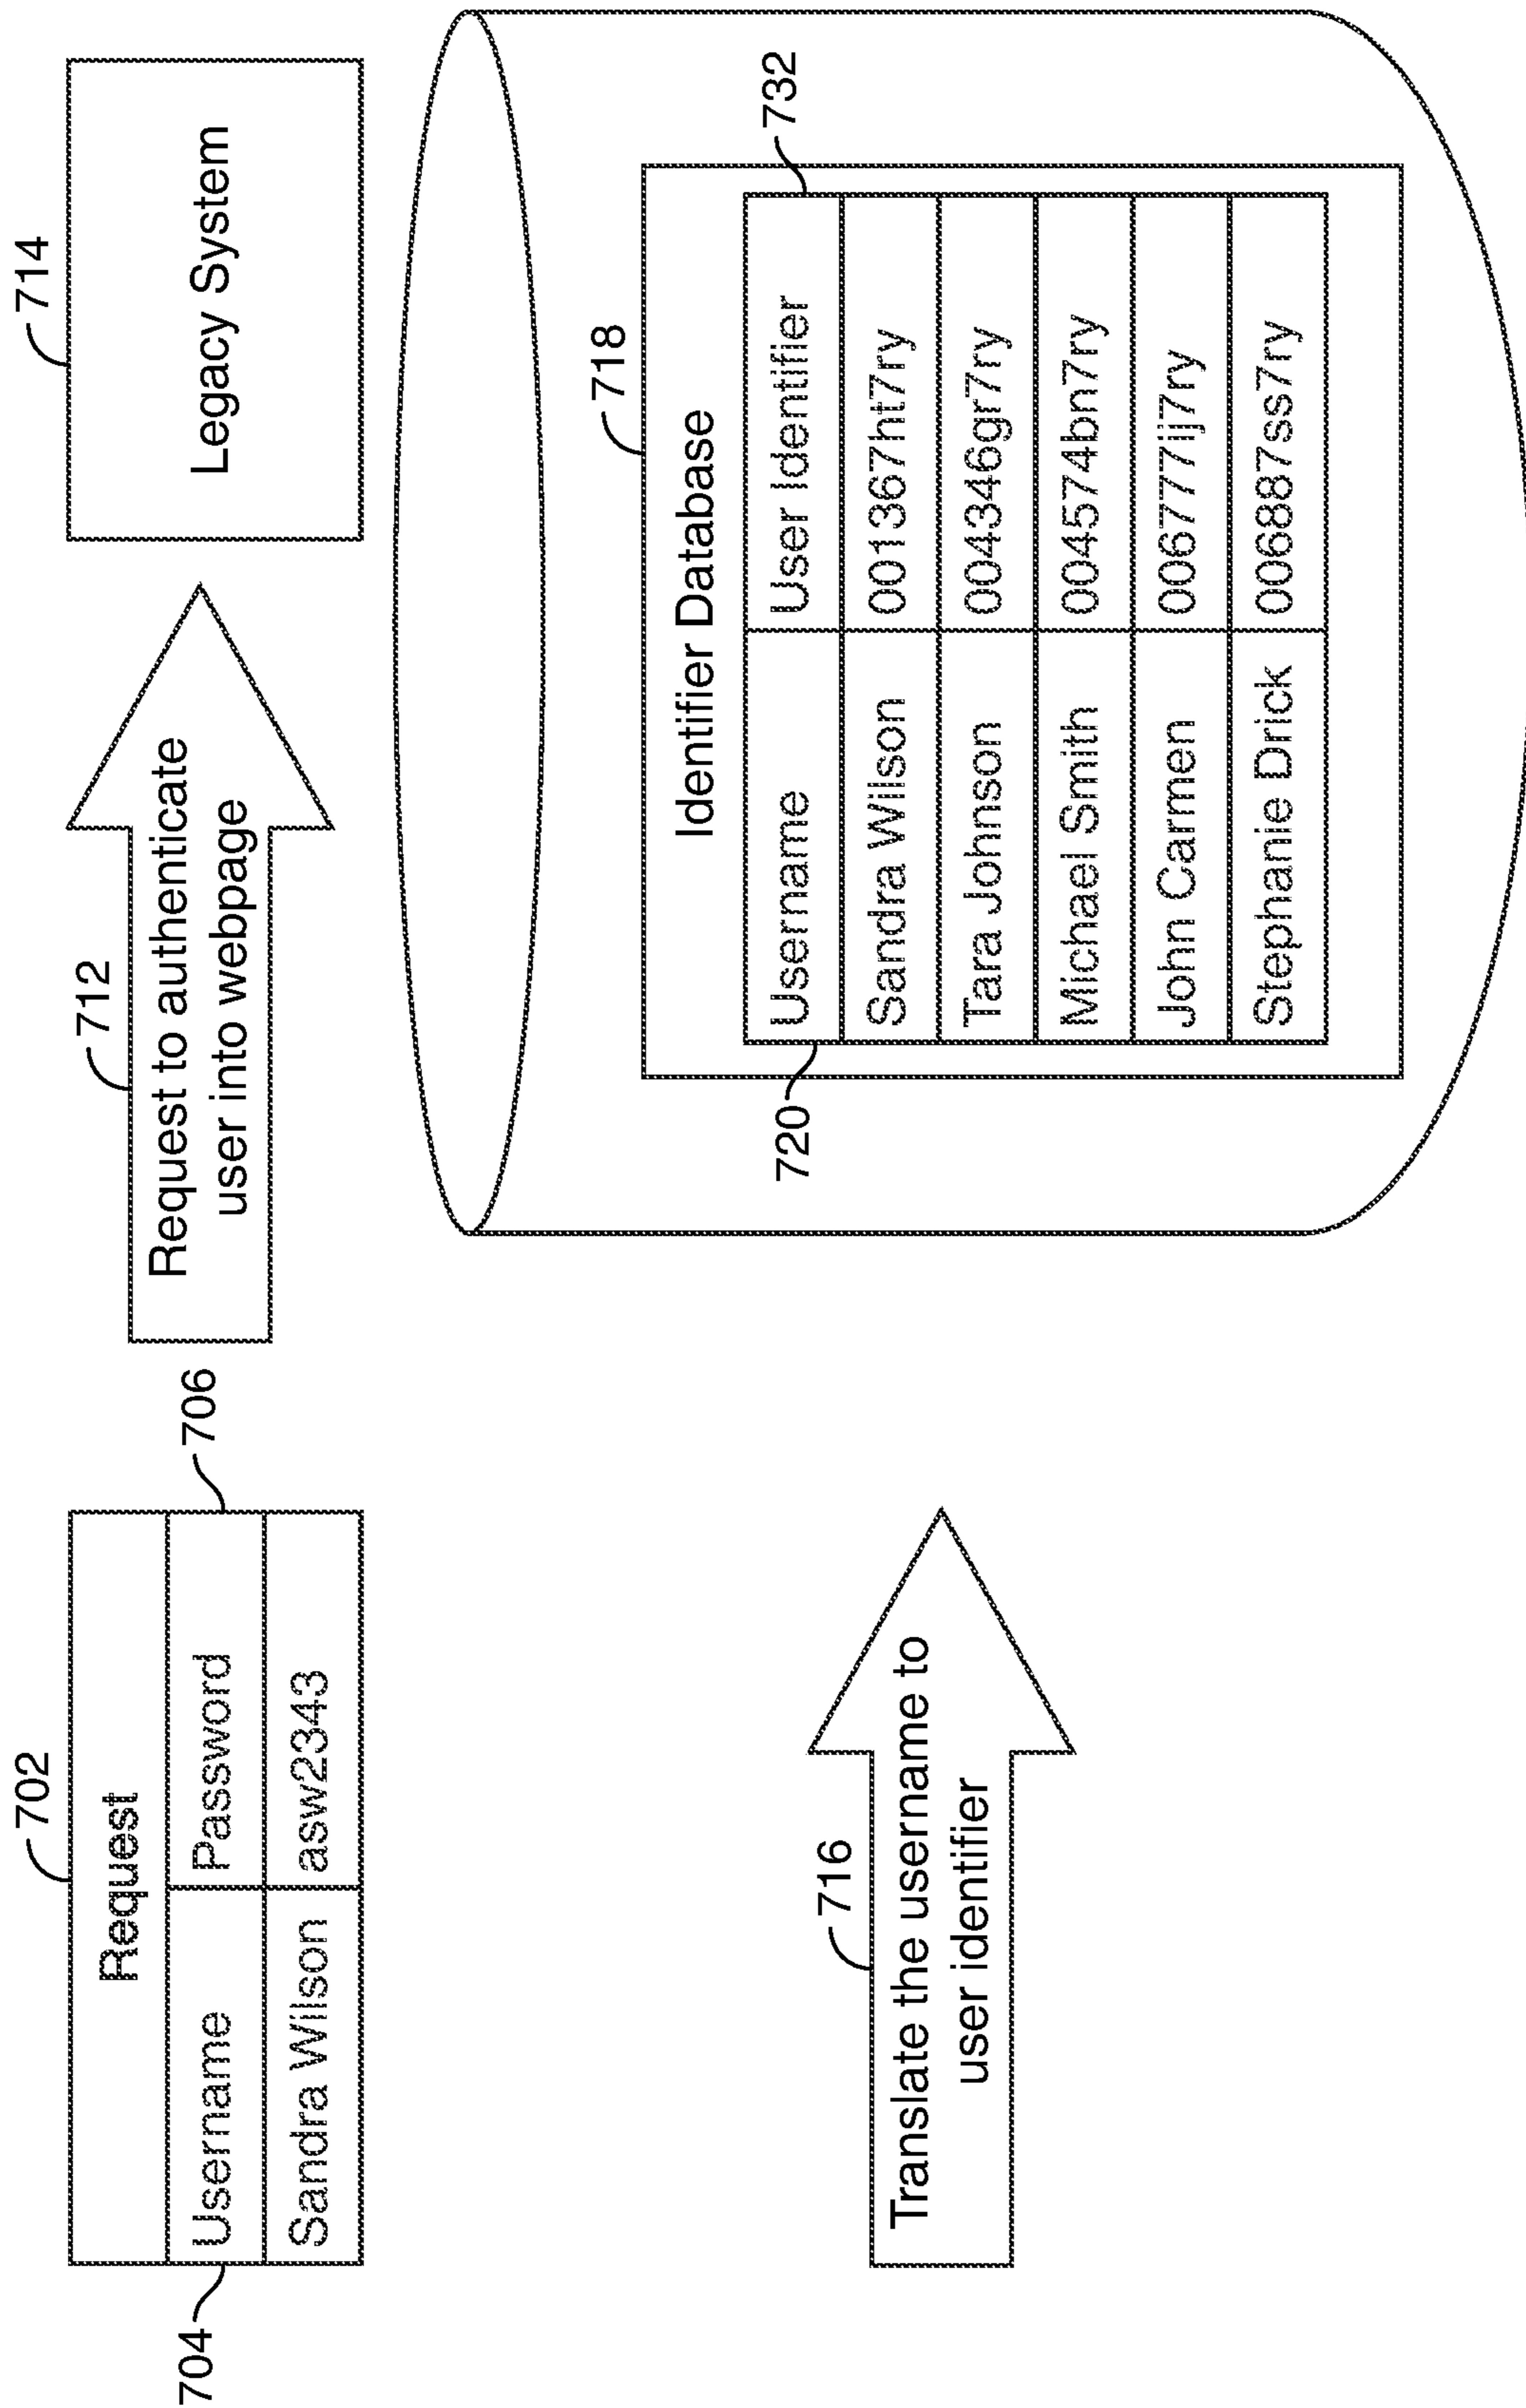 702
Request
704
Username
Password
706
Sandra Wilson
asw2343
712
Request to authenticate
user into webpage
714
Legacy System
716
Translate the username to
user identifier
718
Identifier Database
720
Username
User Identifier
732
Sandra Wilson
001367ht7ry
Tara Johnson
004346gr7ry
Michael Smith
004574bn7ry
John Carmen
006777ij7ry
Stephanie Drick
006887ss7ry